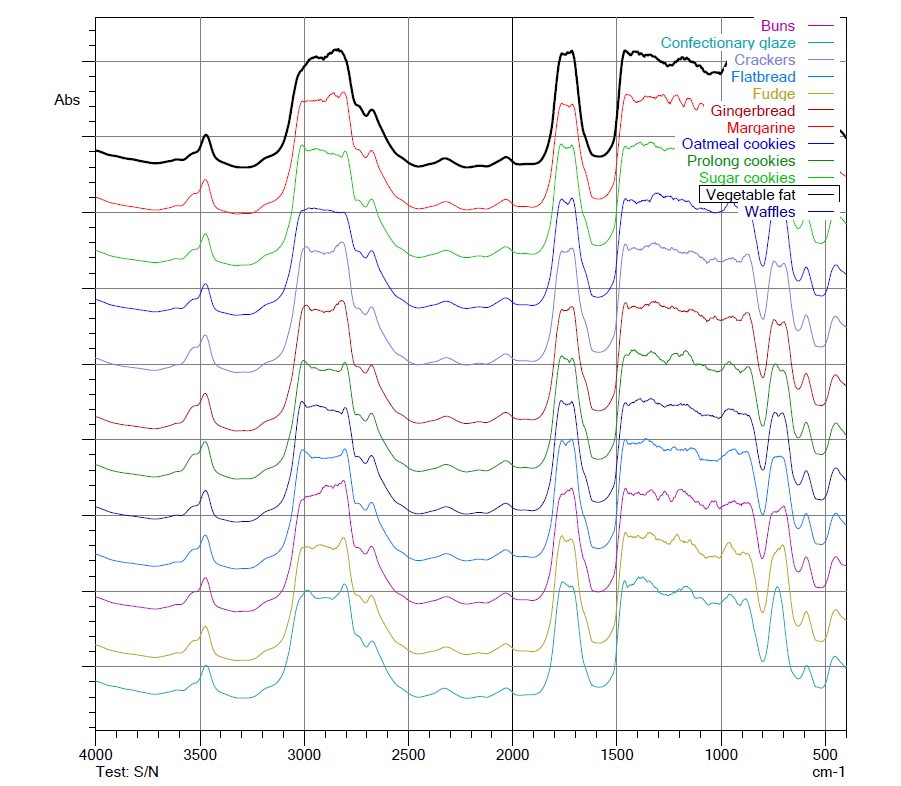 Buns
Confectionary glaze
Crackers
Flatbread
Fudge
Abs
Gingerbread
Margarine
Oatmeal cookies
Prolong cookies
Sugar cookies
Vegetable fat
Waffles
4000 3500 3000 2500 2000 1500 1000 500
Test: S/N cm-1